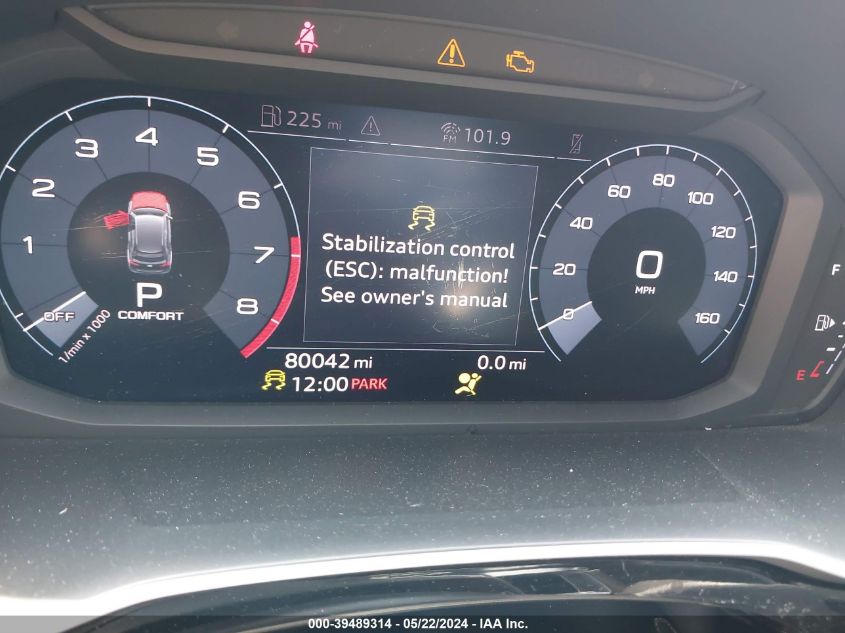 225 mi
FM 101.9
1 2 3 4 5 6 7 8
OFF
1/min x 1000
P
COMFORT
Stabilization control
(ESC): malfunction!
See owner's manual
0 20 40 60 80 100 120 140 160
0
MPH
F
E
80042 mi
0.0 mi
12:00 PARK
000-39489314 - 05/22/2024 - IAA Inc.